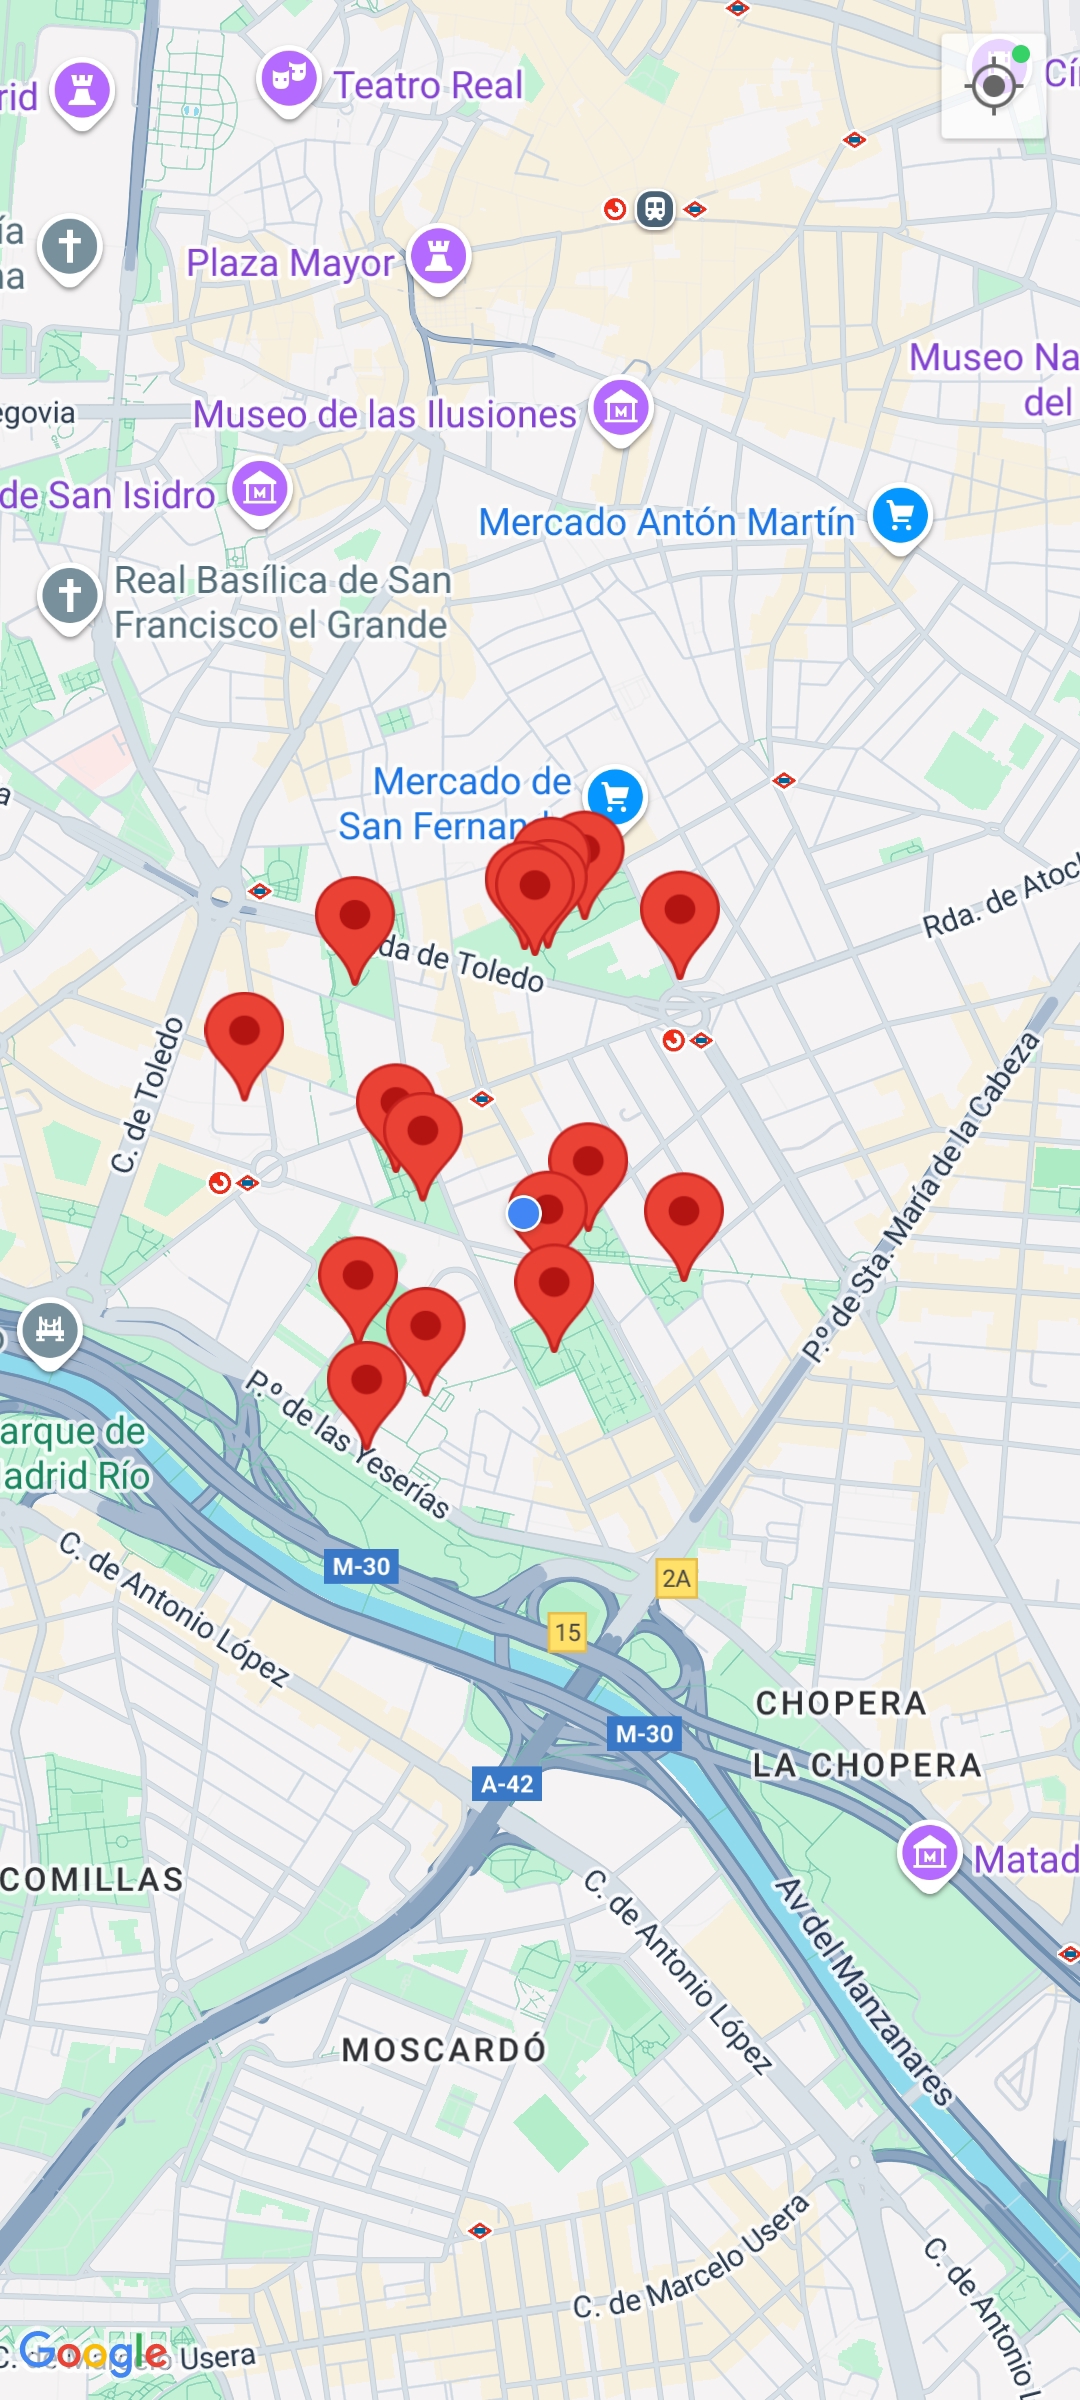 Teatro Real
rid
Cí
ía
na
Plaza Mayor
Museo Na
del
egovia
Museo de las Ilusiones
de San Isidro
Mercado Antón Martín
Real Basílica de San
Francisco el Grande
Mercado de
San Fernand
a
Rda. de Atoch
da de Toledo
C. de Toledo
P.º de Sta. María de la Cabeza
P.º de las Yeserías
arque de
adrid Río
M-30
2A
15
C. de Antonio López
CHOPERA
M-30
LA CHOPERA
A-42
Matad
COMILLAS
C. de Antonio López
Av del Manzanares
MOSCARDÓ
C. de Marcelo Usera
C. de Antonio l
Google
Usera